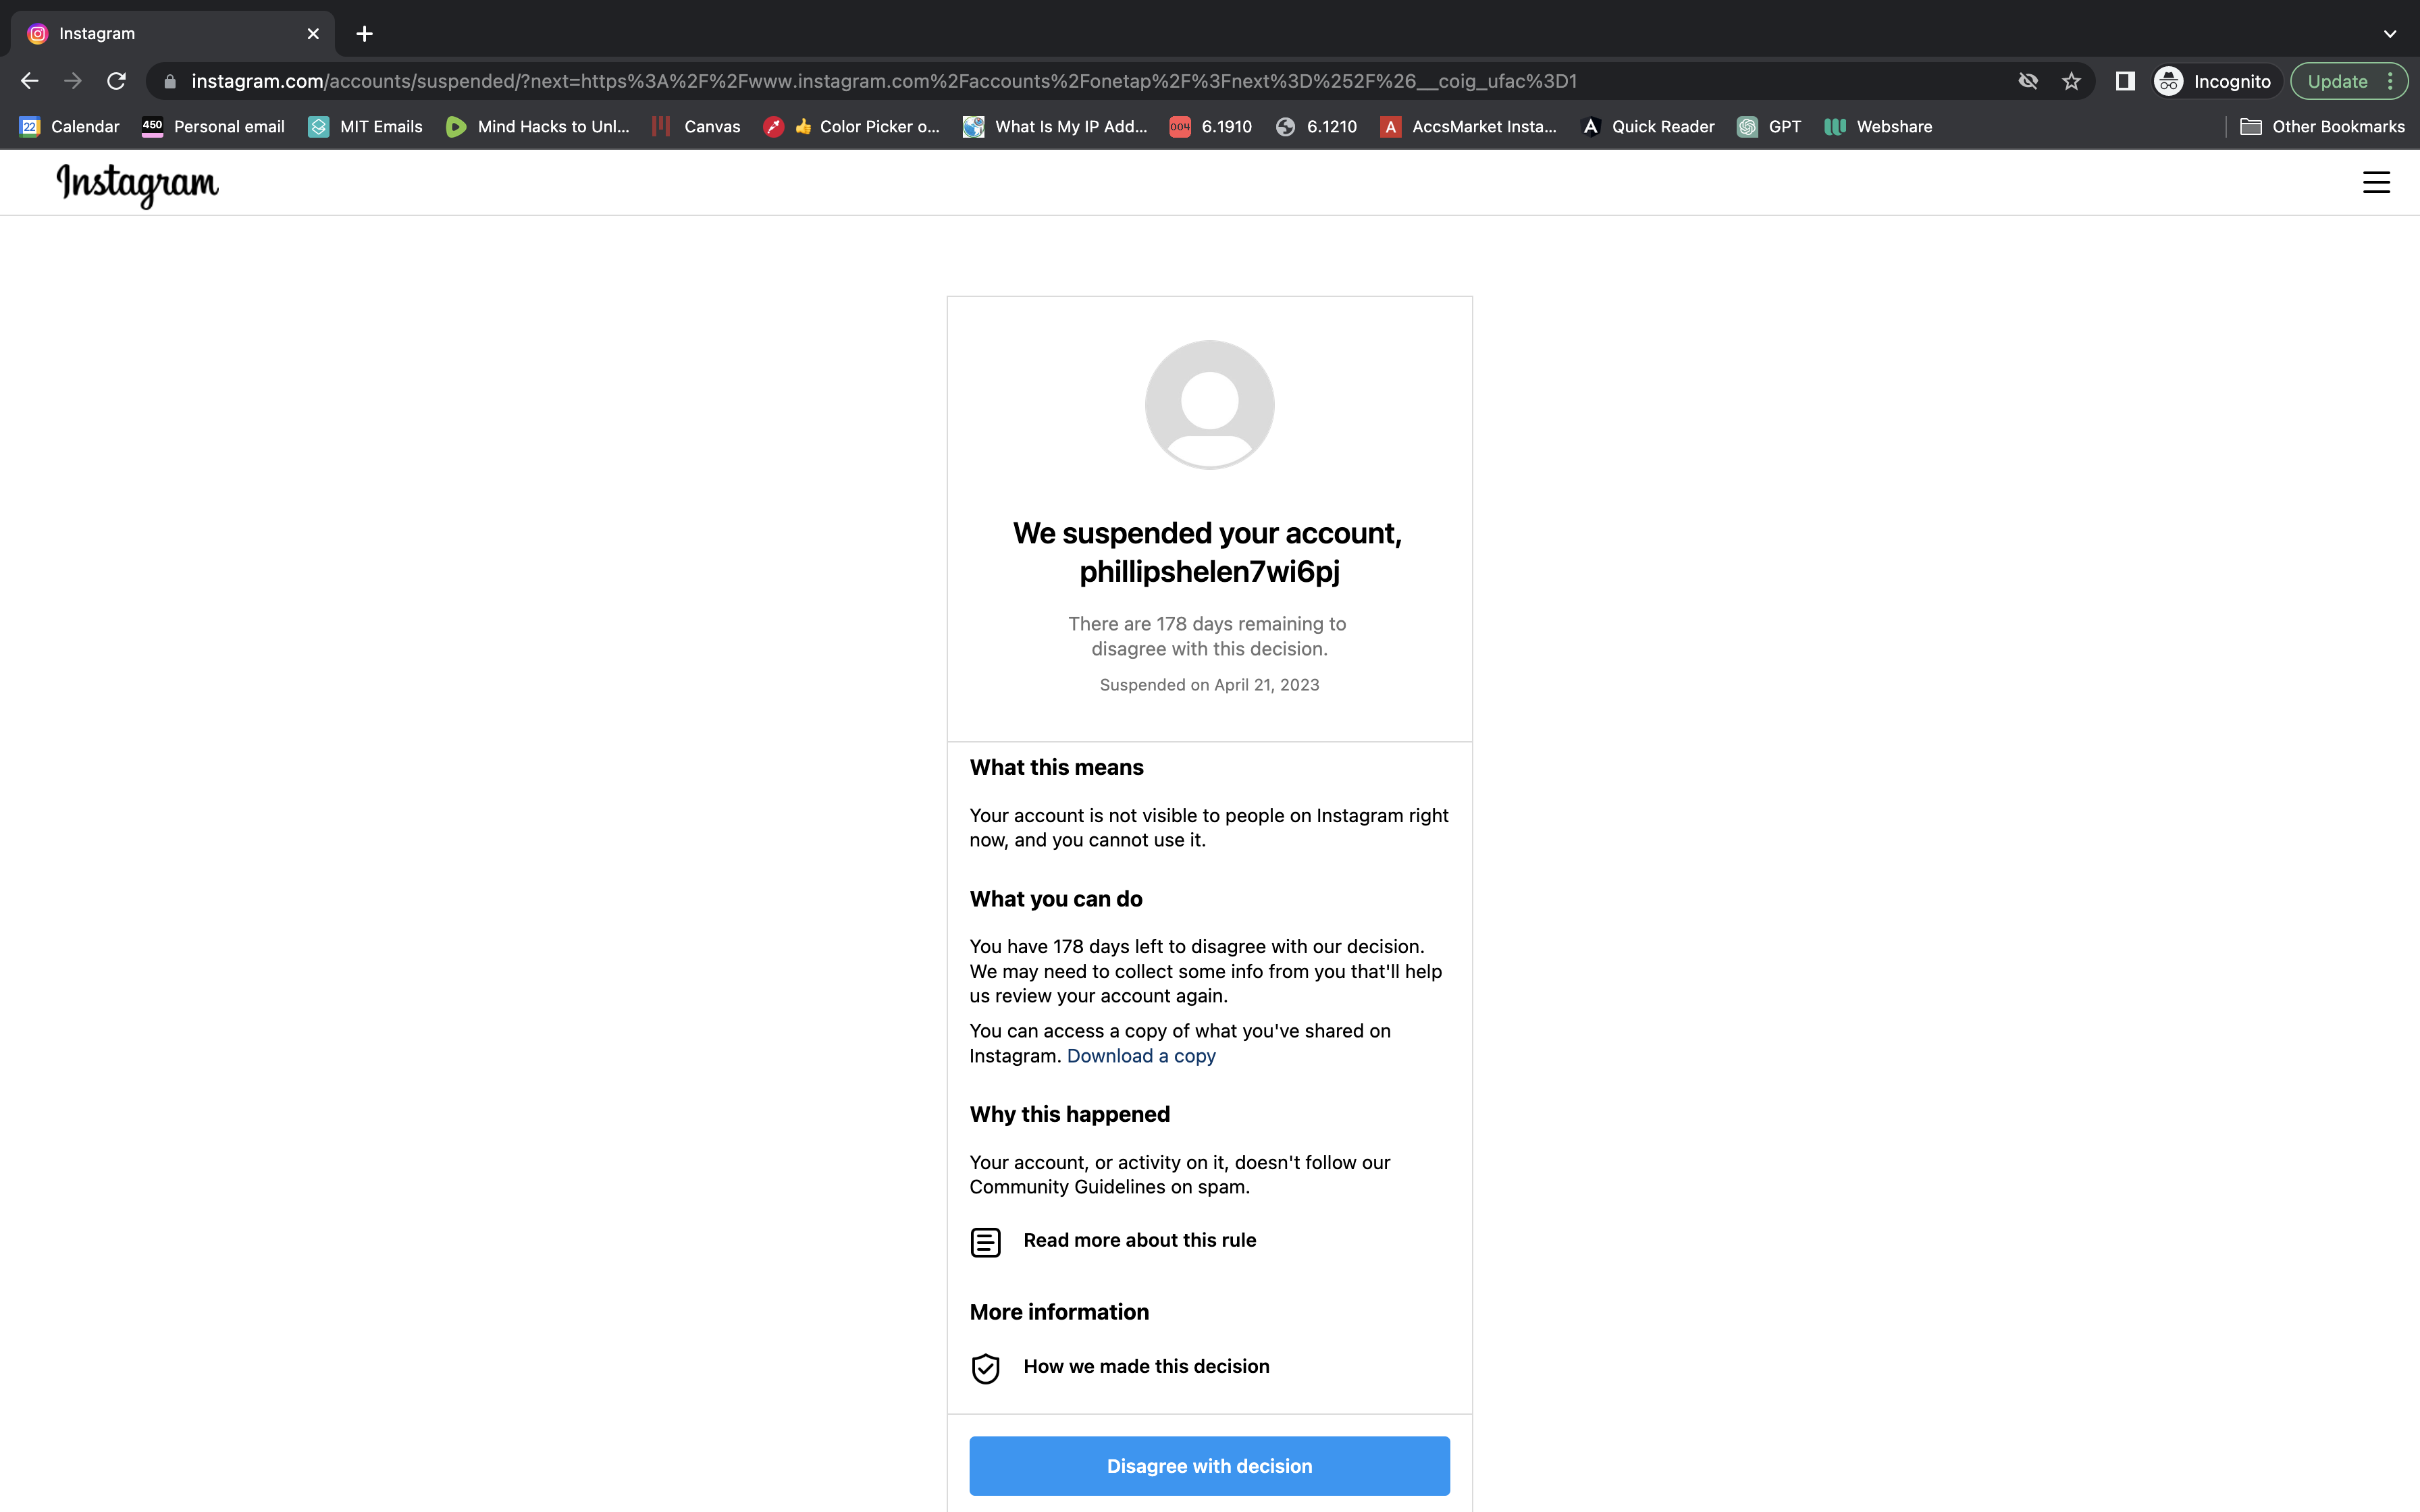 Instagram
instagram.com/accounts/suspended/?next=https%3A%2F%2Fwww.instagram.com%2Faccounts%2Fonetap%2F%3Fnext%3D%252F%26__coig_ufac%3D1
Incognito
Update
22 Calendar
450 Personal email
MIT Emails
Mind Hacks to Unl...
Canvas
Color Picker o...
What Is My IP Add...
004 6.1910
6.1210
A AccsMarket Insta...
Quick Reader
GPT
Webshare
Other Bookmarks
Instagram
We suspended your account,
phillipshelen7wi6pj
There are 178 days remaining to
disagree with this decision.
Suspended on April 21, 2023
What this means
Your account is not visible to people on Instagram right
now, and you cannot use it.
What you can do
You have 178 days left to disagree with our decision.
We may need to collect some info from you that'll help
us review your account again.
You can access a copy of what you've shared on
Instagram. Download a copy
Why this happened
Your account, or activity on it, doesn't follow our
Community Guidelines on spam.
Read more about this rule
More information
How we made this decision
Disagree with decision